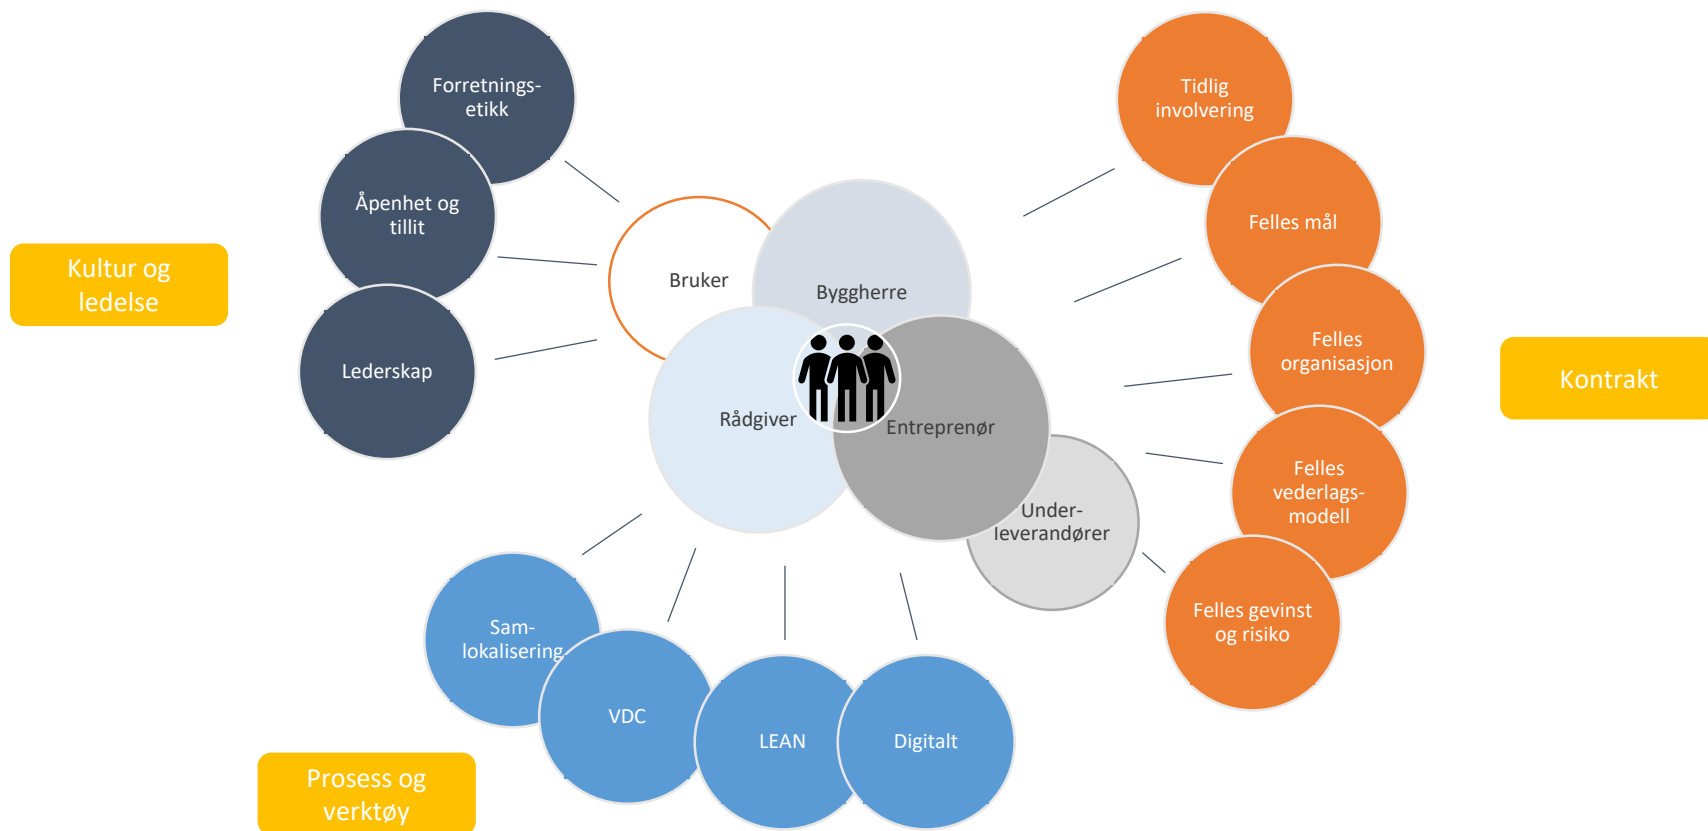 Forretnings-
etikk
Åpenhet og
tillit
Lederskap
Kultur og
ledelse
Bruker
Byggherre
Rådgiver
Entreprenør
Under-
leverandører
Tidlig
involvering
Felles mål
Felles
organisasjon
Felles
vederlags-
modell
Felles gevinst
og risiko
Kontrakt
Sam-
lokalisering
VDC
LEAN
Digitalt
Prosess og
verktøy